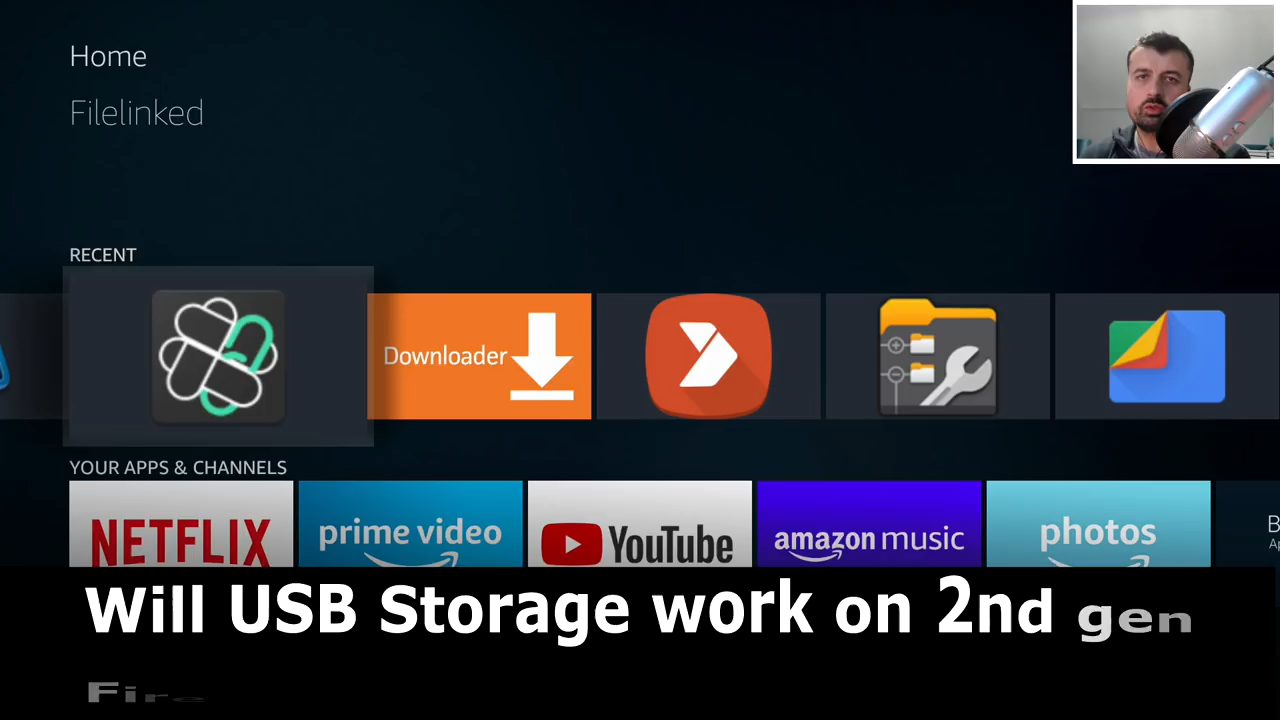 Home
Filelinked
RECENT
Downloader
YOUR APPS & CHANNELS
NETFLIX
prime video
YouTube
amazon music
photos
Will USB Storage work on 2nd gen
Fire